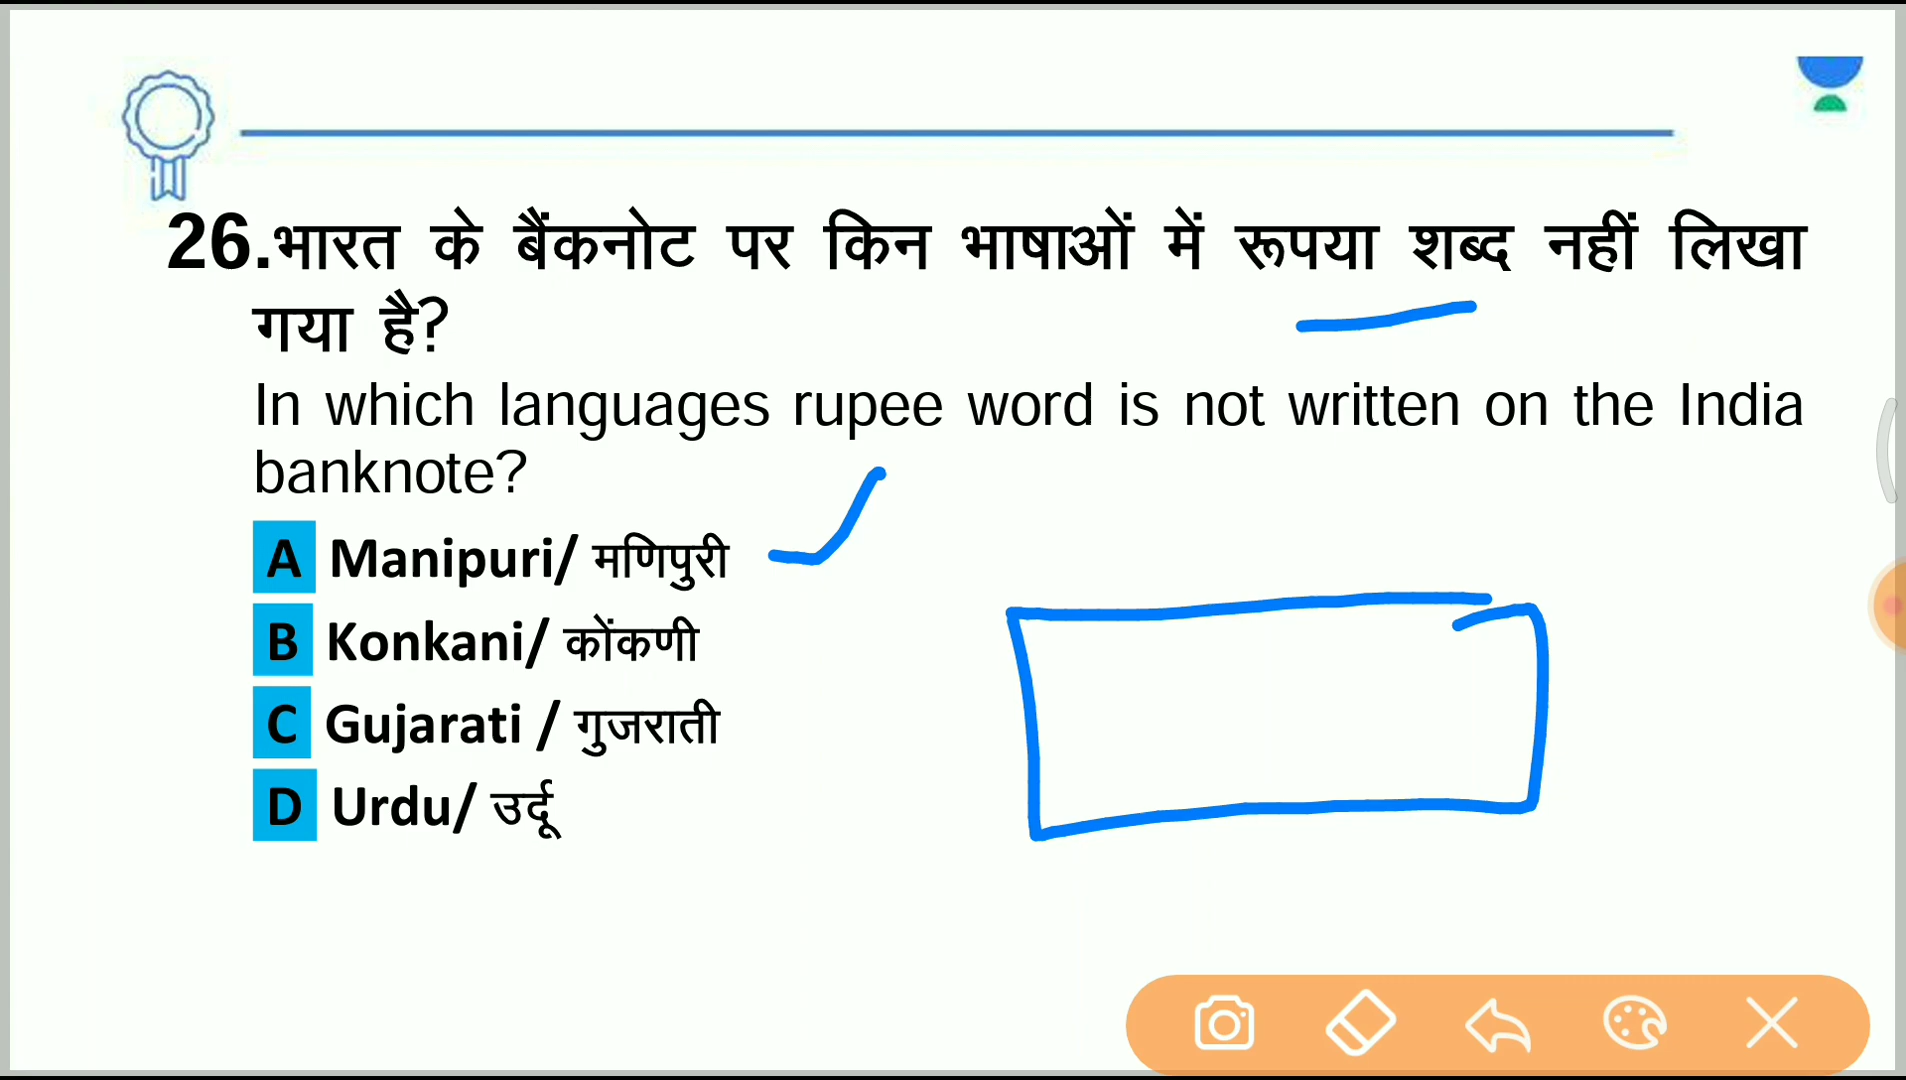 26.भारत के बैंकनोट पर किन भाषाओं में रूपया शब्द नहीं लिखा
गया है?
In which languages rupee word is not written on the India
banknote?
A Manipuri/ मणिपुरी
B Konkani/ कोंकणी
C Gujarati / गुजराती
D Urdu/ उर्दू